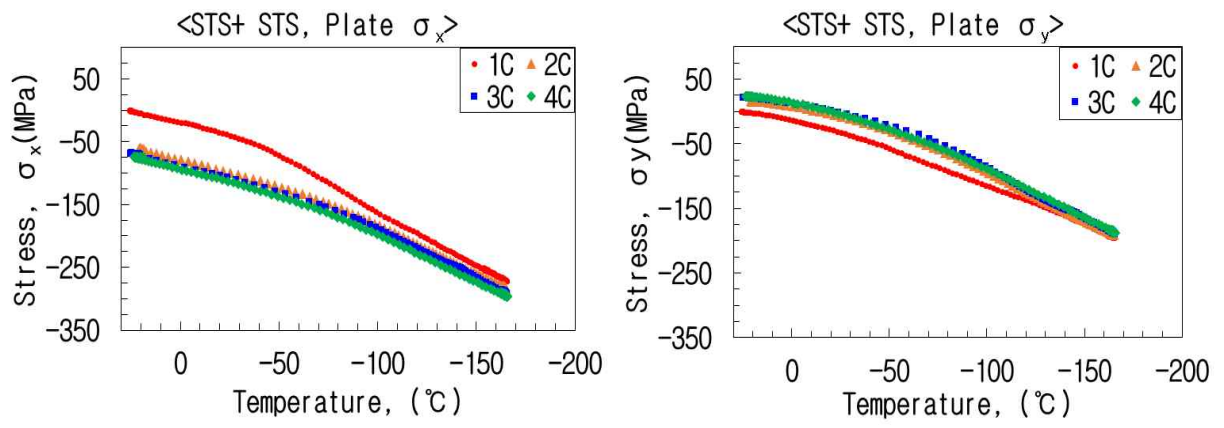 <STS+ STS, Plate σx>
1C 2C
3C 4C
50
-50
-150
-250
-350
Stress, σx(MPa)
0 -50 -100 -150 -200
Temperature, (℃)
<STS+ STS, Plate σy>
1C 2C
3C 4C
50
-50
-150
-250
-350
Stress, σy(MPa)
0 -50 -100 -150 -200
Temperature, (℃)